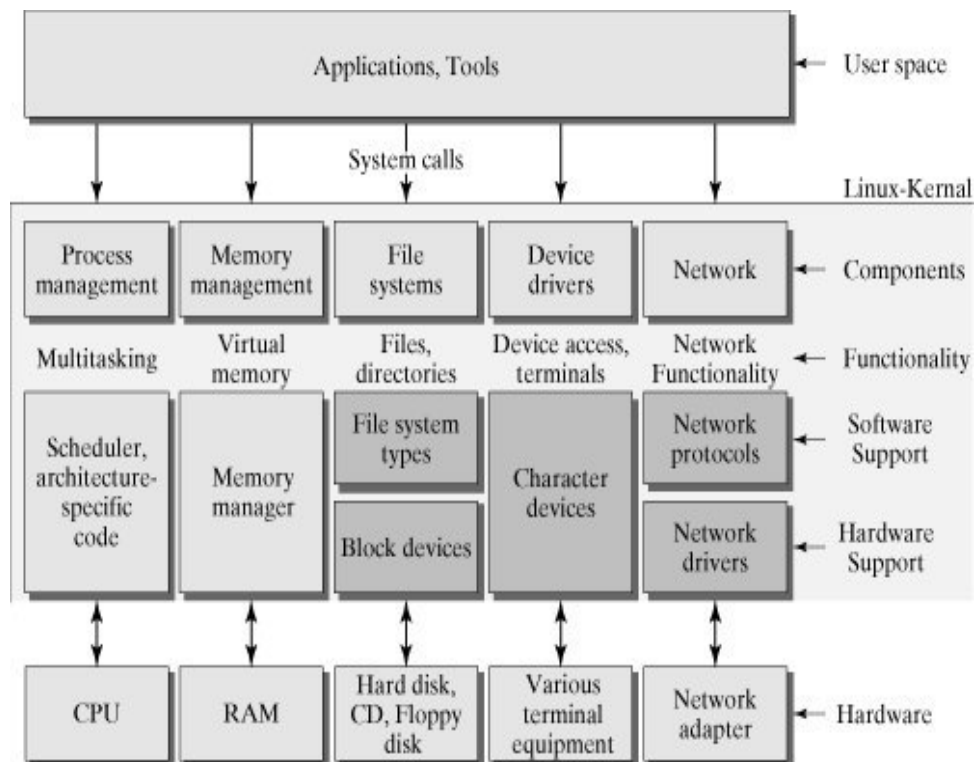 Applications, Tools
User space
System calls
Linux-Kernal
Process
management
Memory
management
File
systems
Device
drivers
Network
Components
Multitasking
Virtual
memory
Files,
directories
Device access,
terminals
Network
Functionality
Functionality
Scheduler,
architecture-
specific
code
Memory
manager
File system
types
Block devices
Character
devices
Network
protocols
Network
drivers
Software
Support
Hardware
Support
CPU
RAM
Hard disk,
CD, Floppy
disk
Various
terminal
equipment
Network
adapter
Hardware